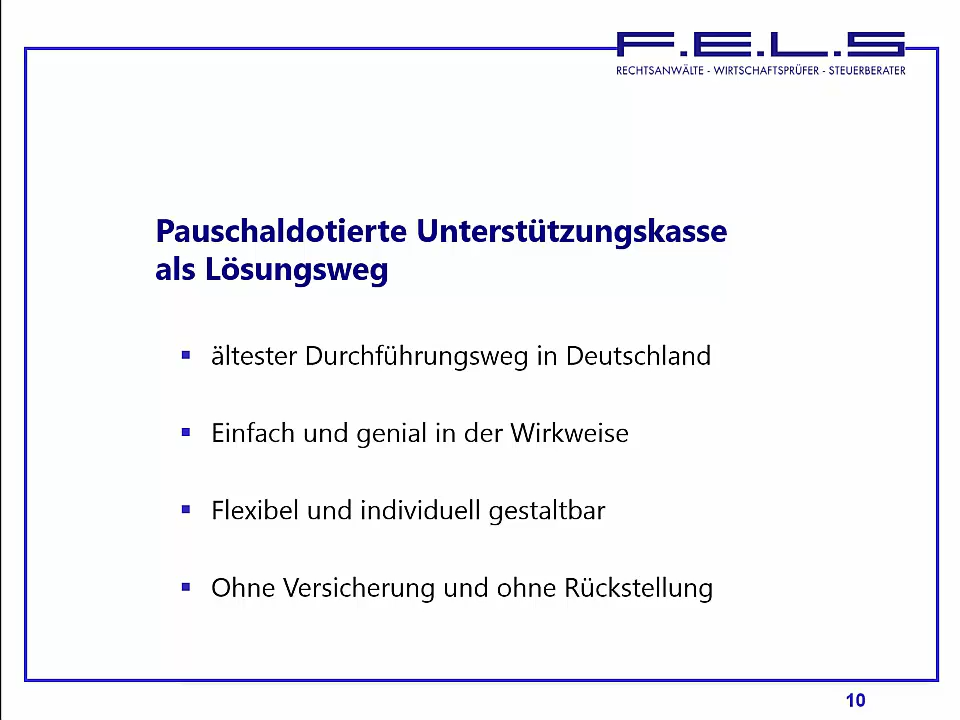 F.E.L.S
RECHTSANWÄLTE - WIRTSCHAFTSPRÜFER - STEUERBERATER
Pauschaldotierte Unterstützungskasse
als Lösungsweg
▪ ältester Durchführungsweg in Deutschland
▪ Einfach und genial in der Wirkweise
▪ Flexibel und individuell gestaltbar
▪ Ohne Versicherung und ohne Rückstellung
10